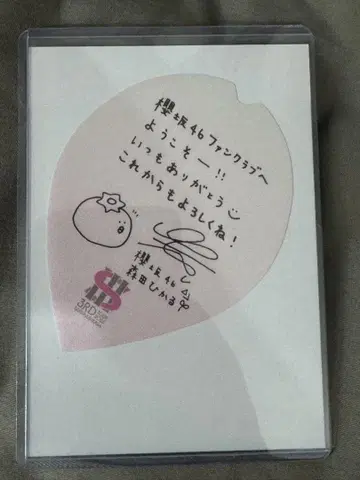 櫻坂46ファンクラブへ
ようこそー!!
いつもありがとう
これからもよろしくね!
櫻坂46
森田ひかる
3RD